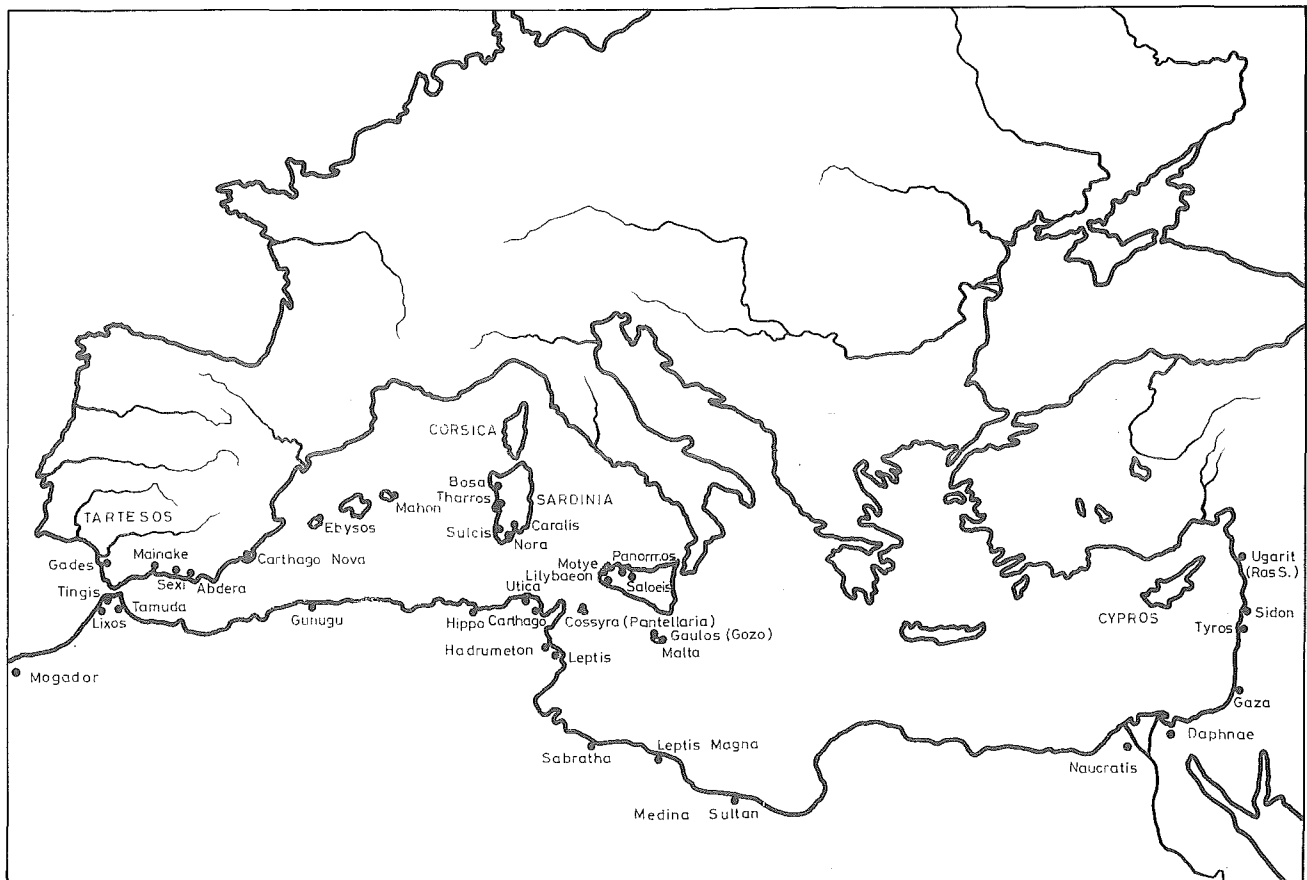 CORSICA
Bosa
Tharros
SARDINIA
Mahon
Ebysos
TARTESOS
Sulcis
Caralis
Nora
Gades
Mainake
Carthago Nova
Sexi
Abdera
Motye
Panorrros
Lilybaeon
Saloeis
Ugarit
(Ras S.)
Tingis
Tamuda
Lixos
Gunugu
Utica
Hippo
Carthago
Cossyra (Pantellaria)
CYPROS
Sidon
Tyros
Gaulos (Gozo)
Malta
Hadrumeton
Leptis
Mogador
Gaza
Sabratha
Leptis Magna
Daphnae
Naucratis
Medina Sultan